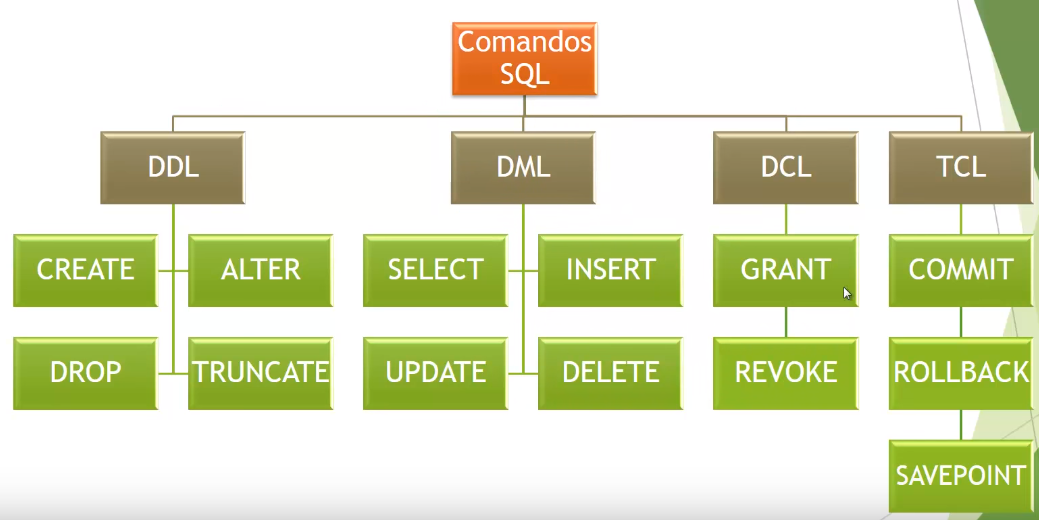 Comandos
SQL
DDL
DML
DCL
TCL
CREATE
ALTER
SELECT
INSERT
GRANT
COMMIT
DROP
TRUNCATE
UPDATE
DELETE
REVOKE
ROLLBACK
SAVEPOINT